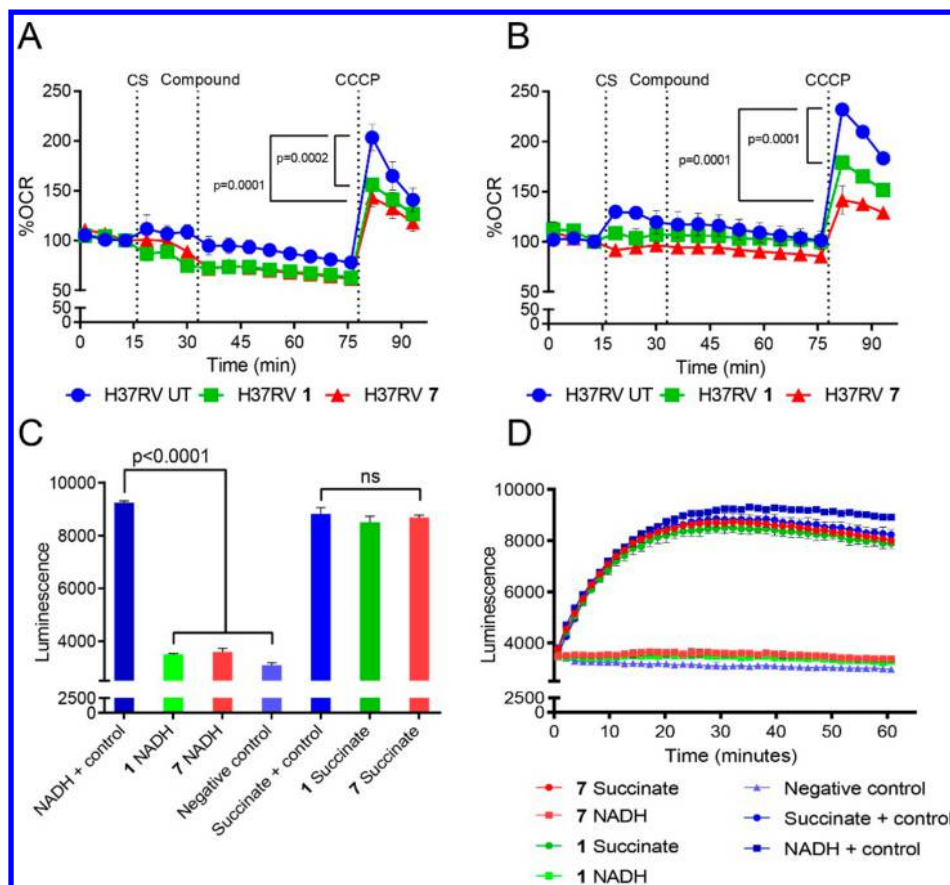 A
CS Compound CCCP
250
200
150
100
50
50
0
%OCR
p=0.0002
p=0.0001
0 15 30 45 60 75 90
Time (min)
H37RV UT H37RV 1 H37RV 7
B
CS Compound CCCP
250
200
150
100
50
50
0
%OCR
p=0.0001
p=0.0001
0 15 30 45 60 75 90
Time (min)
H37RV UT H37RV 1 H37RV 7
C
p<0.0001
ns
10000
8000
6000
4000
2500
0
Luminescence
NADH + control
1 NADH
7 NADH
Negative control
Succinate + control
1 Succinate
7 Succinate
D
10000
8000
6000
4000
2500
0
Luminescence
0 10 20 30 40 50 60
Time (minutes)
7 Succinate
7 NADH
1 Succinate
1 NADH
Negative control
Succinate + control
NADH + control